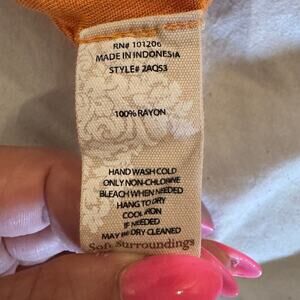 RN# 101206
MADE IN INDONESIA
STYLE# 2AQ53
100% RAYON
HAND WASH COLD
ONLY NON-CHLORINE
BLEACH WHEN NEEDED
HANG TO DRY
COOL IRON
IF NEEDED
MAY BE DRY CLEANED
Soft Surroundings